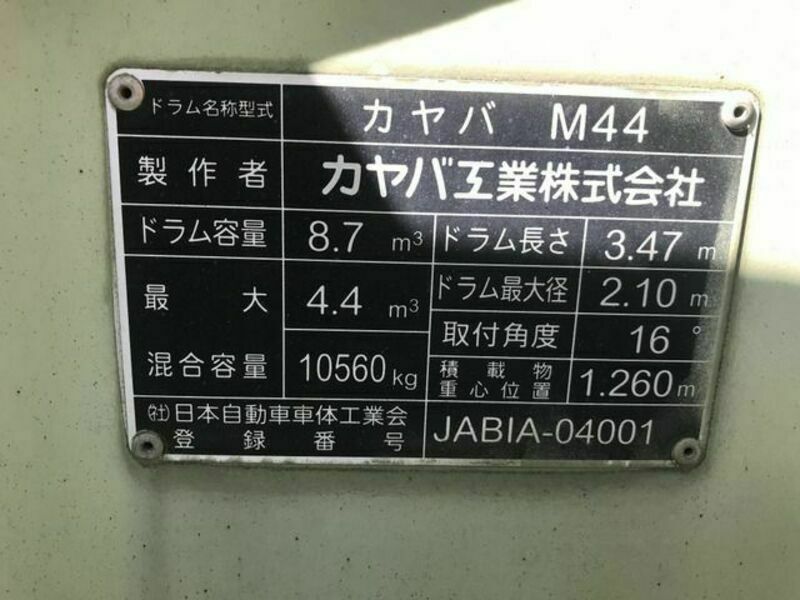 ドラム名称型式 カヤバ M44
製作者 カヤバ工業株式会社
ドラム容量 8.7 m³ ドラム長さ 3.47 m
最大混合容量 4.4 m³ ドラム最大径 2.10 m
取付角度 16°
10560 kg 積載物重心位置 1.260 m
㈳日本自動車車体工業会
登録番号 JABIA-04001